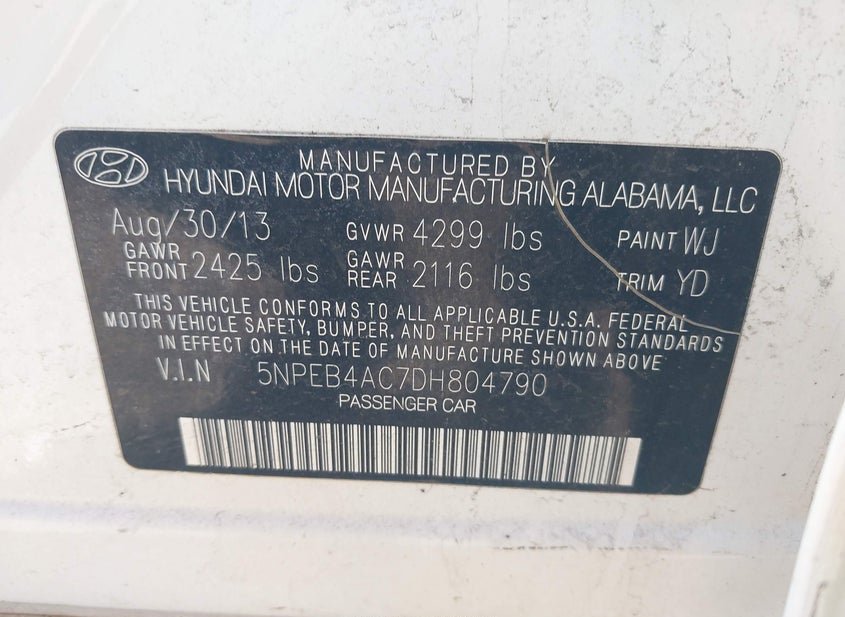 MANUFACTURED BY
HYUNDAI MOTOR MANUFACTURING ALABAMA, LLC
Aug/30/13 GVWR 4299 lbs PAINT WJ
GAWR FRONT 2425 lbs GAWR REAR 2116 lbs TRIM YD
THIS VEHICLE CONFORMS TO ALL APPLICABLE U.S.A. FEDERAL
MOTOR VEHICLE SAFETY, BUMPER, AND THEFT PREVENTION STANDARDS
IN EFFECT ON THE DATE OF MANUFACTURE SHOWN ABOVE
V.I.N 5NPEB4AC7DH804790
PASSENGER CAR